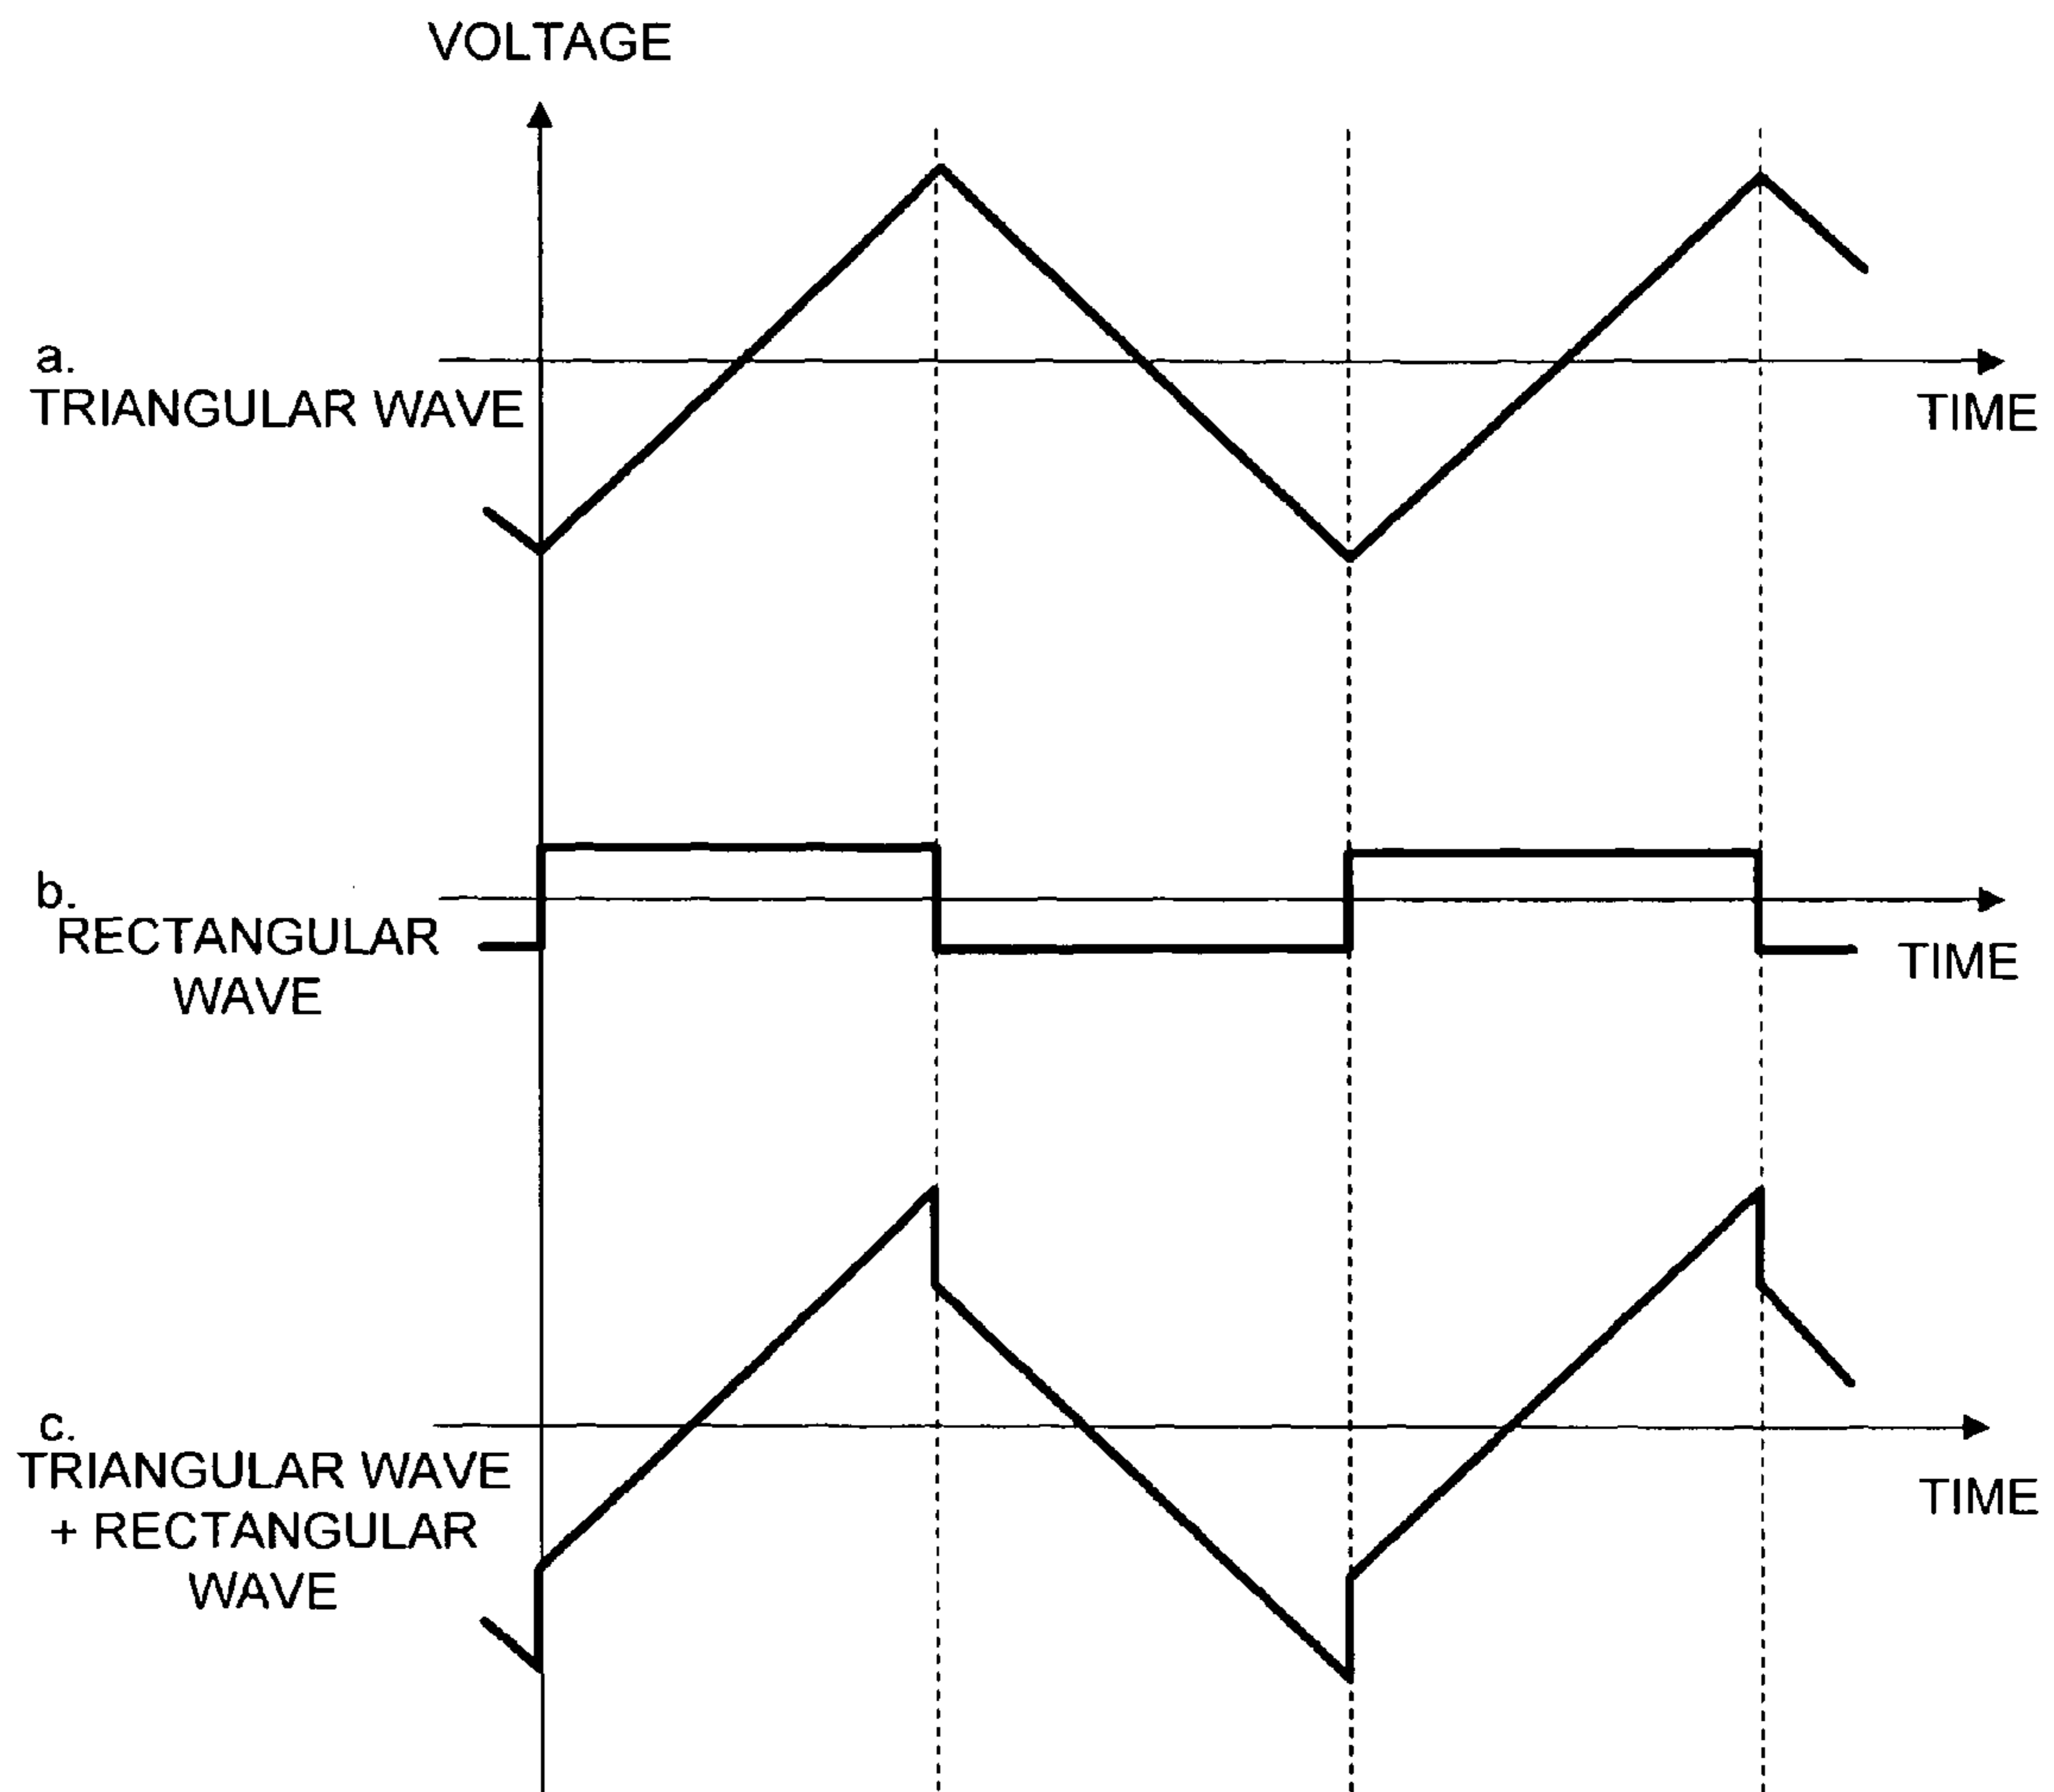 VOLTAGE
a.
TRIANGULAR WAVE
TIME
b.
RECTANGULAR
WAVE
TIME
c.
TRIANGULAR WAVE
+ RECTANGULAR
WAVE
TIME